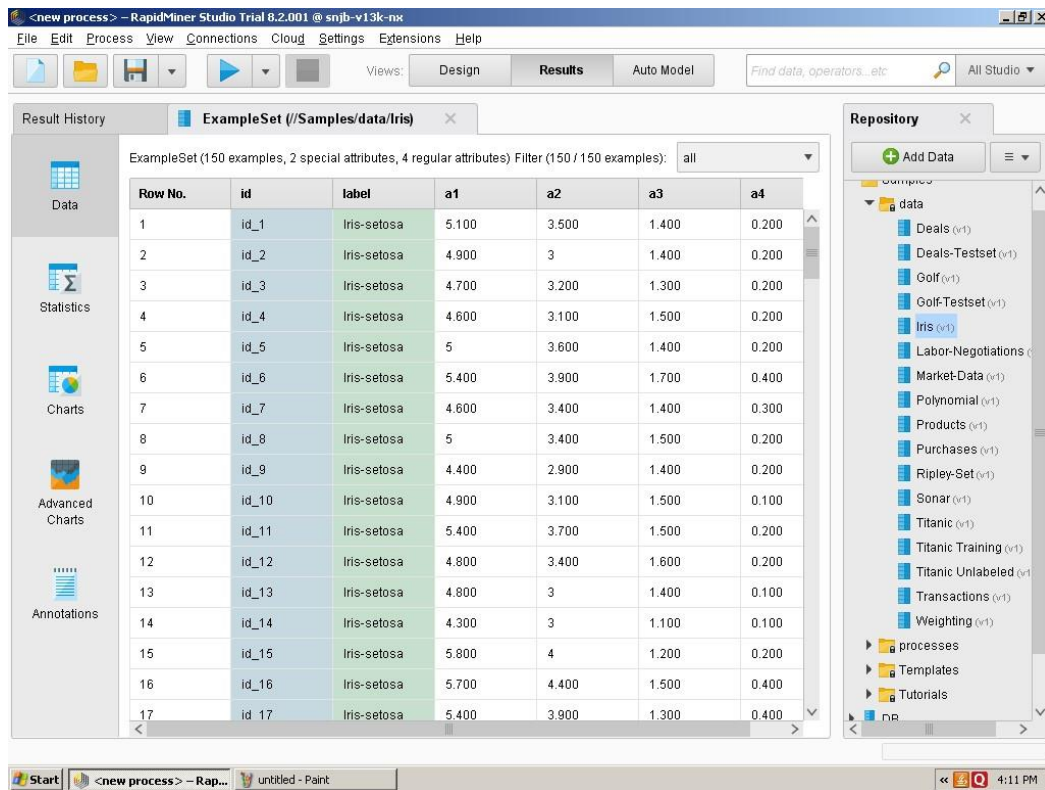 <new process> – RapidMiner Studio Trial 8.2.001 @ snjb-v13k-nx
File Edit Process View Connections Cloud Settings Extensions Help
Views: Design Results Auto Model Find data, operators...etc All Studio
Result History ExampleSet (//Samples/data/Iris) Repository
ExampleSet (150 examples, 2 special attributes, 4 regular attributes) Filter (150 / 150 examples): all
Add Data
Data
Statistics
Charts
Advanced
Charts
Annotations
Row No. id label a1 a2 a3 a4
1 id_1 Iris-setosa 5.100 3.500 1.400 0.200
2 id_2 Iris-setosa 4.900 3 1.400 0.200
3 id_3 Iris-setosa 4.700 3.200 1.300 0.200
4 id_4 Iris-setosa 4.600 3.100 1.500 0.200
5 id_5 Iris-setosa 5 3.600 1.400 0.200
6 id_6 Iris-setosa 5.400 3.900 1.700 0.400
7 id_7 Iris-setosa 4.600 3.400 1.400 0.300
8 id_8 Iris-setosa 5 3.400 1.500 0.200
9 id_9 Iris-setosa 4.400 2.900 1.400 0.200
10 id_10 Iris-setosa 4.900 3.100 1.500 0.100
11 id_11 Iris-setosa 5.400 3.700 1.500 0.200
12 id_12 Iris-setosa 4.800 3.400 1.600 0.200
13 id_13 Iris-setosa 4.800 3 1.400 0.100
14 id_14 Iris-setosa 4.300 3 1.100 0.100
15 id_15 Iris-setosa 5.800 4 1.200 0.200
16 id_16 Iris-setosa 5.700 4.400 1.500 0.400
17 id_17 Iris-setosa 5.400 3.900 1.300 0.400
Samples
data
Deals (v1)
Deals-Testset (v1)
Golf (v1)
Golf-Testset (v1)
Iris (v1)
Labor-Negotiations (
Market-Data (v1)
Polynomial (v1)
Products (v1)
Purchases (v1)
Ripley-Set (v1)
Sonar (v1)
Titanic (v1)
Titanic Training (v1)
Titanic Unlabeled (v1
Transactions (v1)
Weighting (v1)
processes
Templates
Tutorials
DB
Start <new process> – Rap... untitled - Paint « Q 4:11 PM